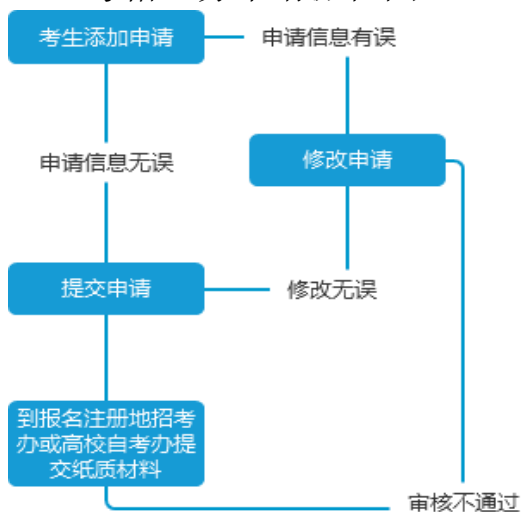 考生添加申请
申请信息有误
申请信息无误
修改申请
提交申请
修改无误
到报名注册地招考
办或高校自考办提
交纸质材料
审核不通过